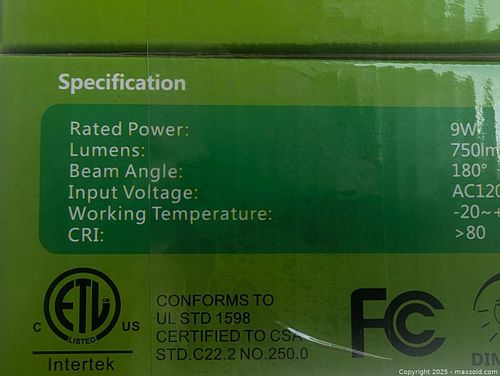 Specification
Rated Power: 9W
Lumens: 750lm
Beam Angle: 180°
Input Voltage: AC120
Working Temperature: -20~+
CRI: >80
ETL
CM
C US
LISTED
Intertek
CONFORMS TO
UL STD 1598
CERTIFIED TO CSA
STD.C22.2 NO.250.0
FC
DIM
Copyright 2025 - maxsold.com